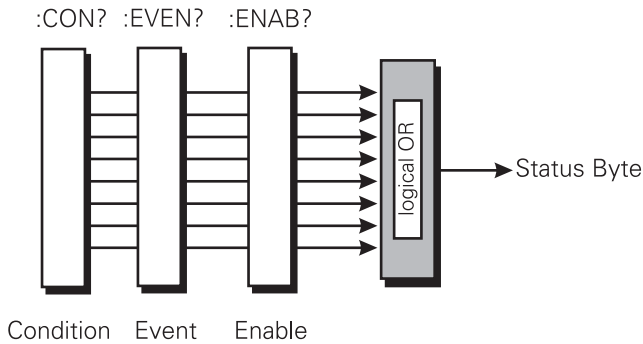 :CON? :EVEN? :ENAB?
logical OR
Status Byte
Condition Event Enable